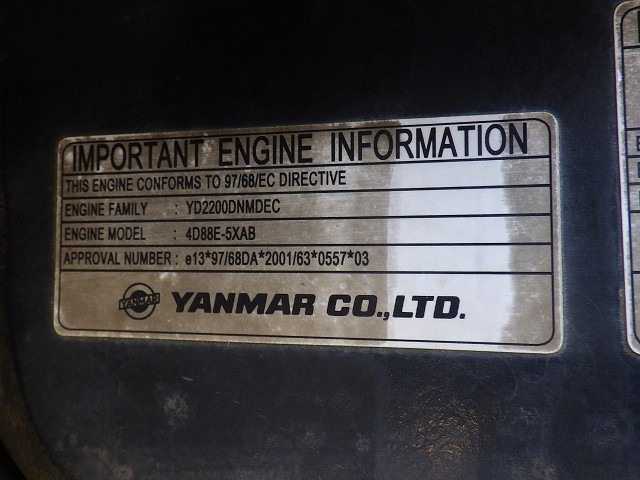 IMPORTANT ENGINE INFORMATION
THIS ENGINE CONFORMS TO 97/68/EC DIRECTIVE
ENGINE FAMILY : YD2200DNMDEC
ENGINE MODEL : 4D88E-5XAB
APPROVAL NUMBER : e13*97/68DA*2001/63*0557*03
YANMAR YANMAR CO.,LTD.